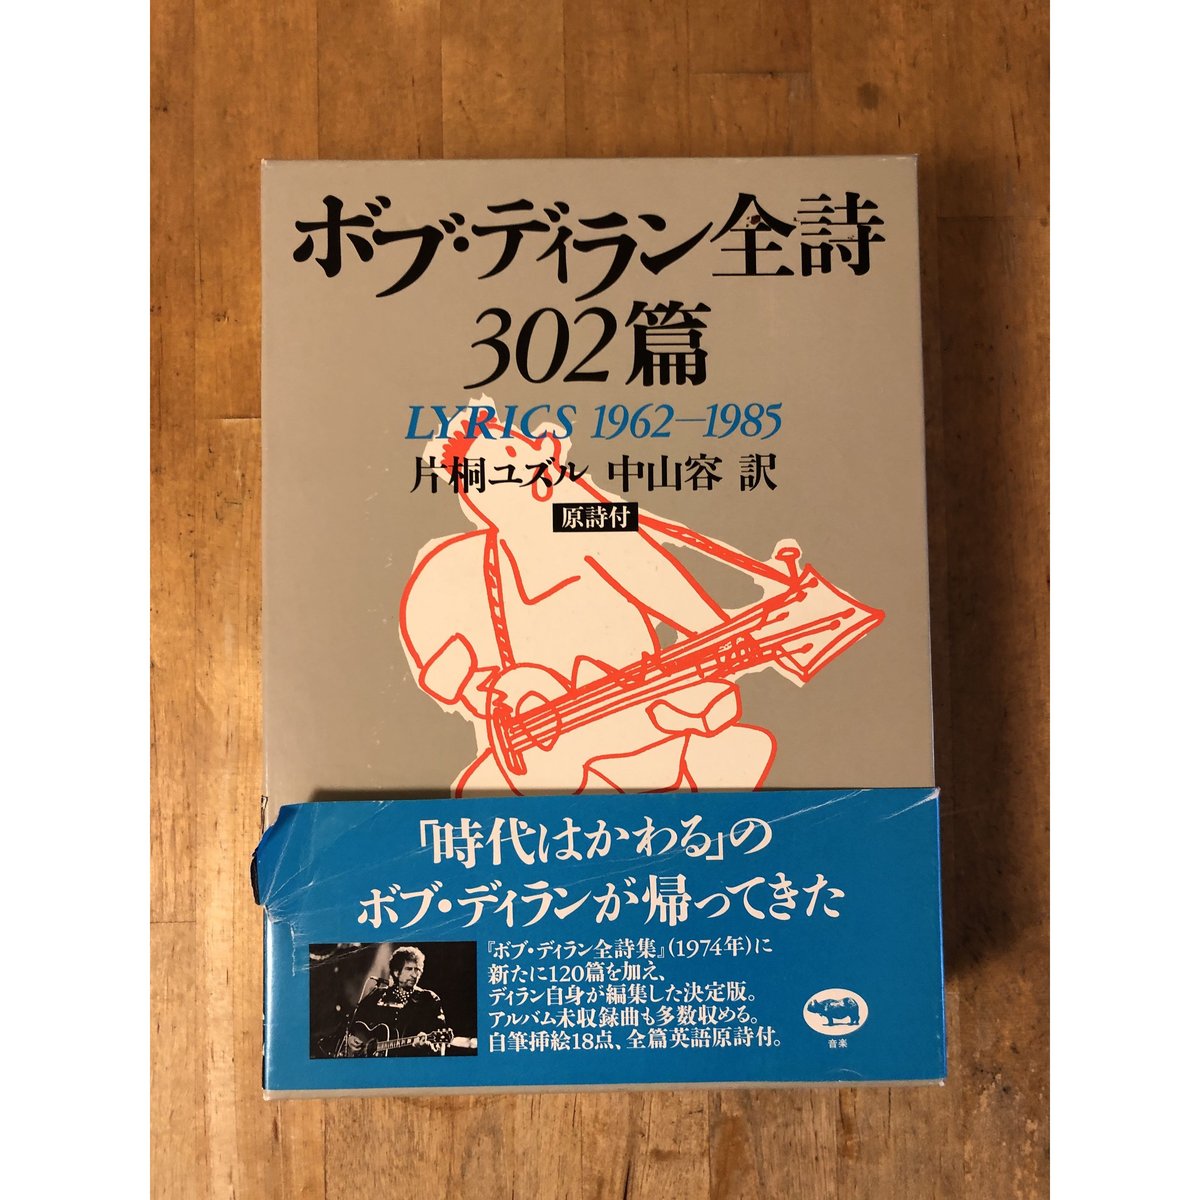 ボブ・ディラン全詩
302篇
LYRICS 1962–1985
片桐ユズル 中山容 訳
原詩付
「時代はかわる」の
ボブ・ディランが帰ってきた
『ボブ・ディラン全詩集』(1974年)に
新たに120篇を加え、
ディラン自身が編集した決定版。
アルバム未収録曲も多数収める。
自筆挿絵18点、全篇英語原詩付。
音楽